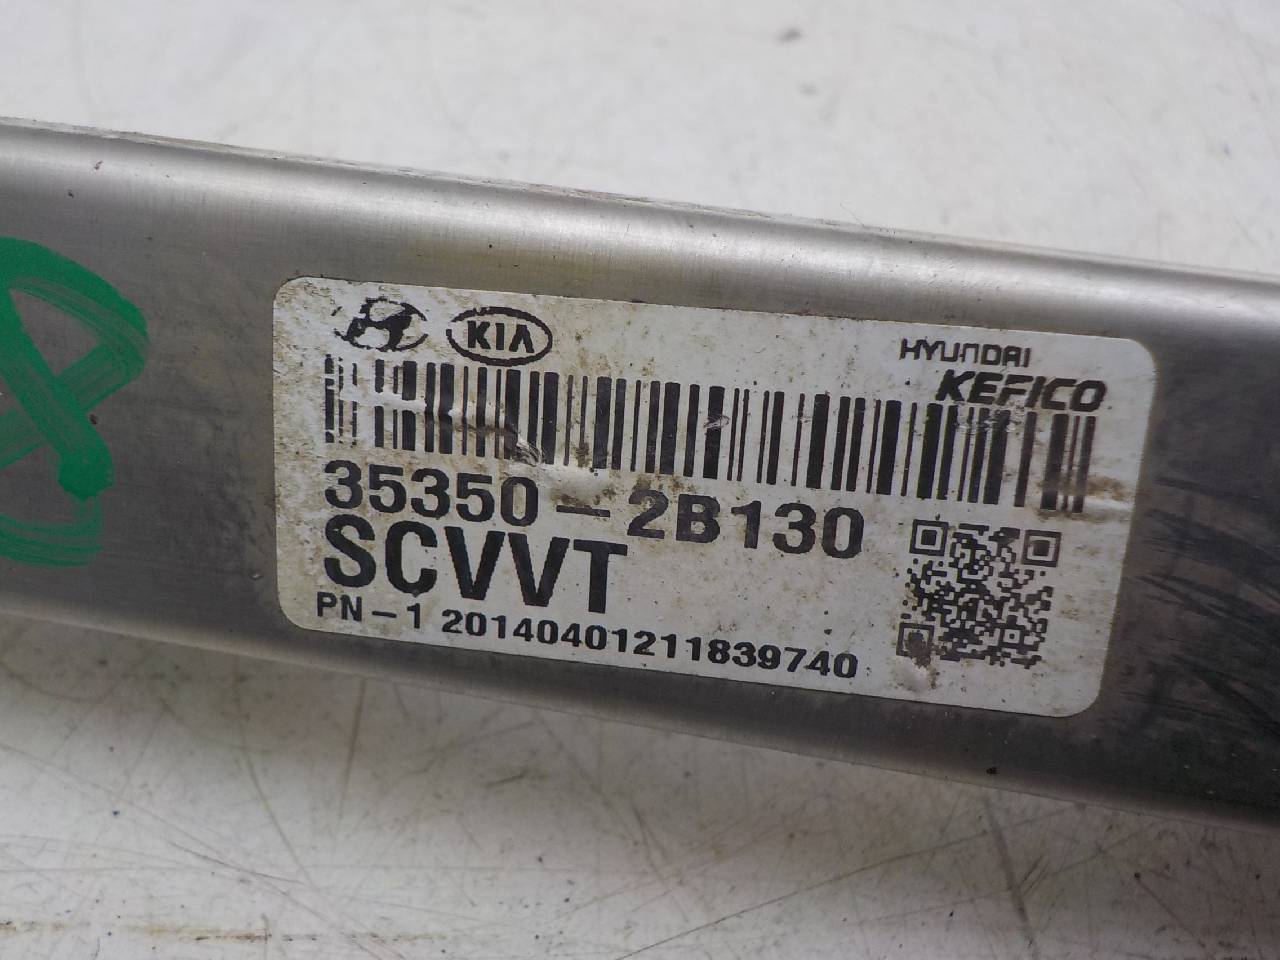 KIA
HYUNDAI
KEFICO
35350-2B130
SCVVT
PN-1 20140401211839740